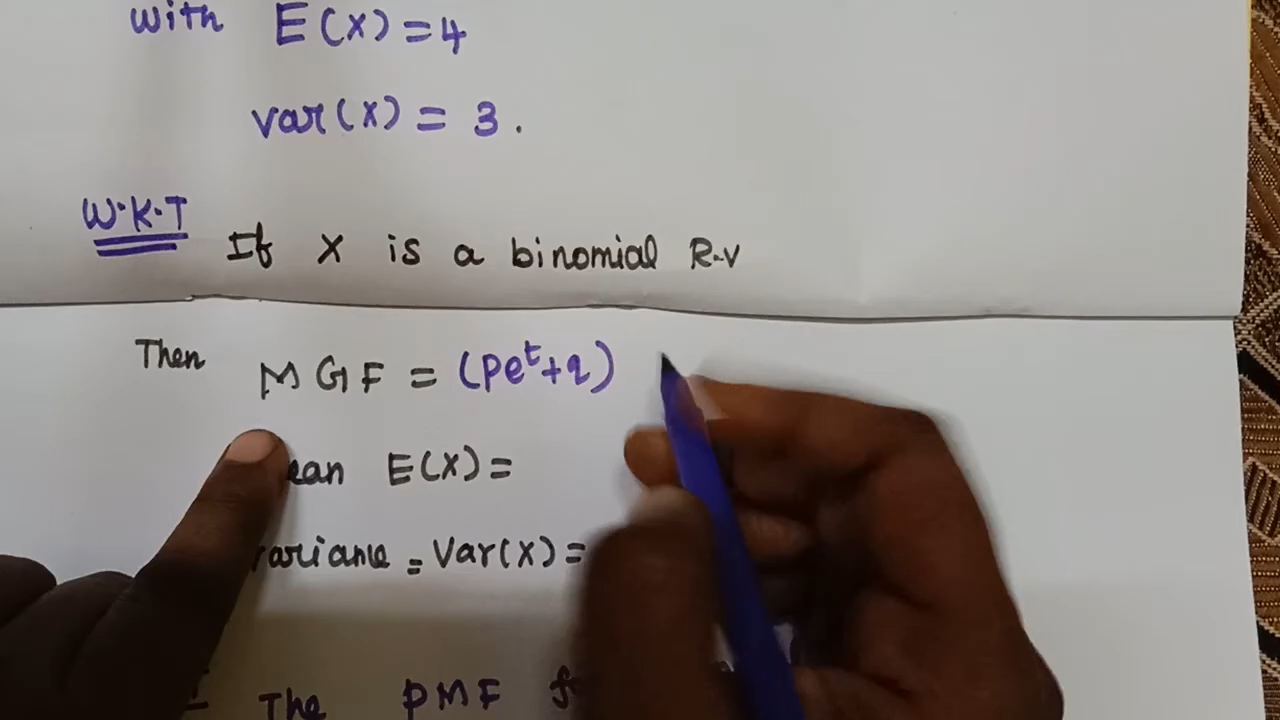 with E(X) = 4
var(X) = 3.
W.K.T If X is a binomial R.V
Then MGF = (Pe^t+q)
E(X) =
= Var(X) =
The PMF